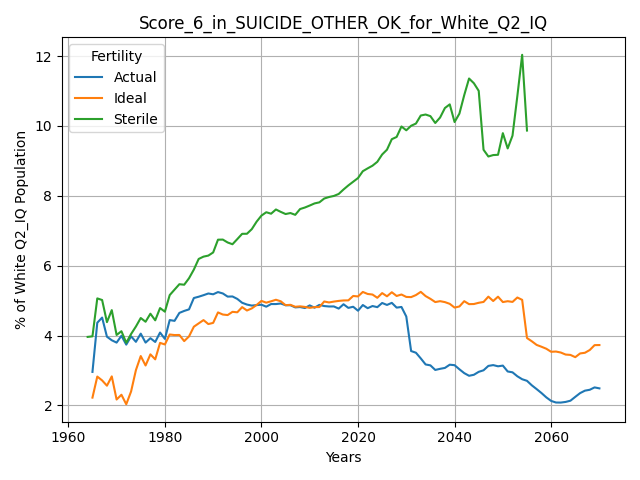 Score_6_in_SUICIDE_OTHER_OK_for_White_Q2_IQ
Fertility
Actual
Ideal
Sterile
% of White Q2_IQ Population
12
10
8
6
4
2
1960
1980
2000
2020
2040
2060
Years